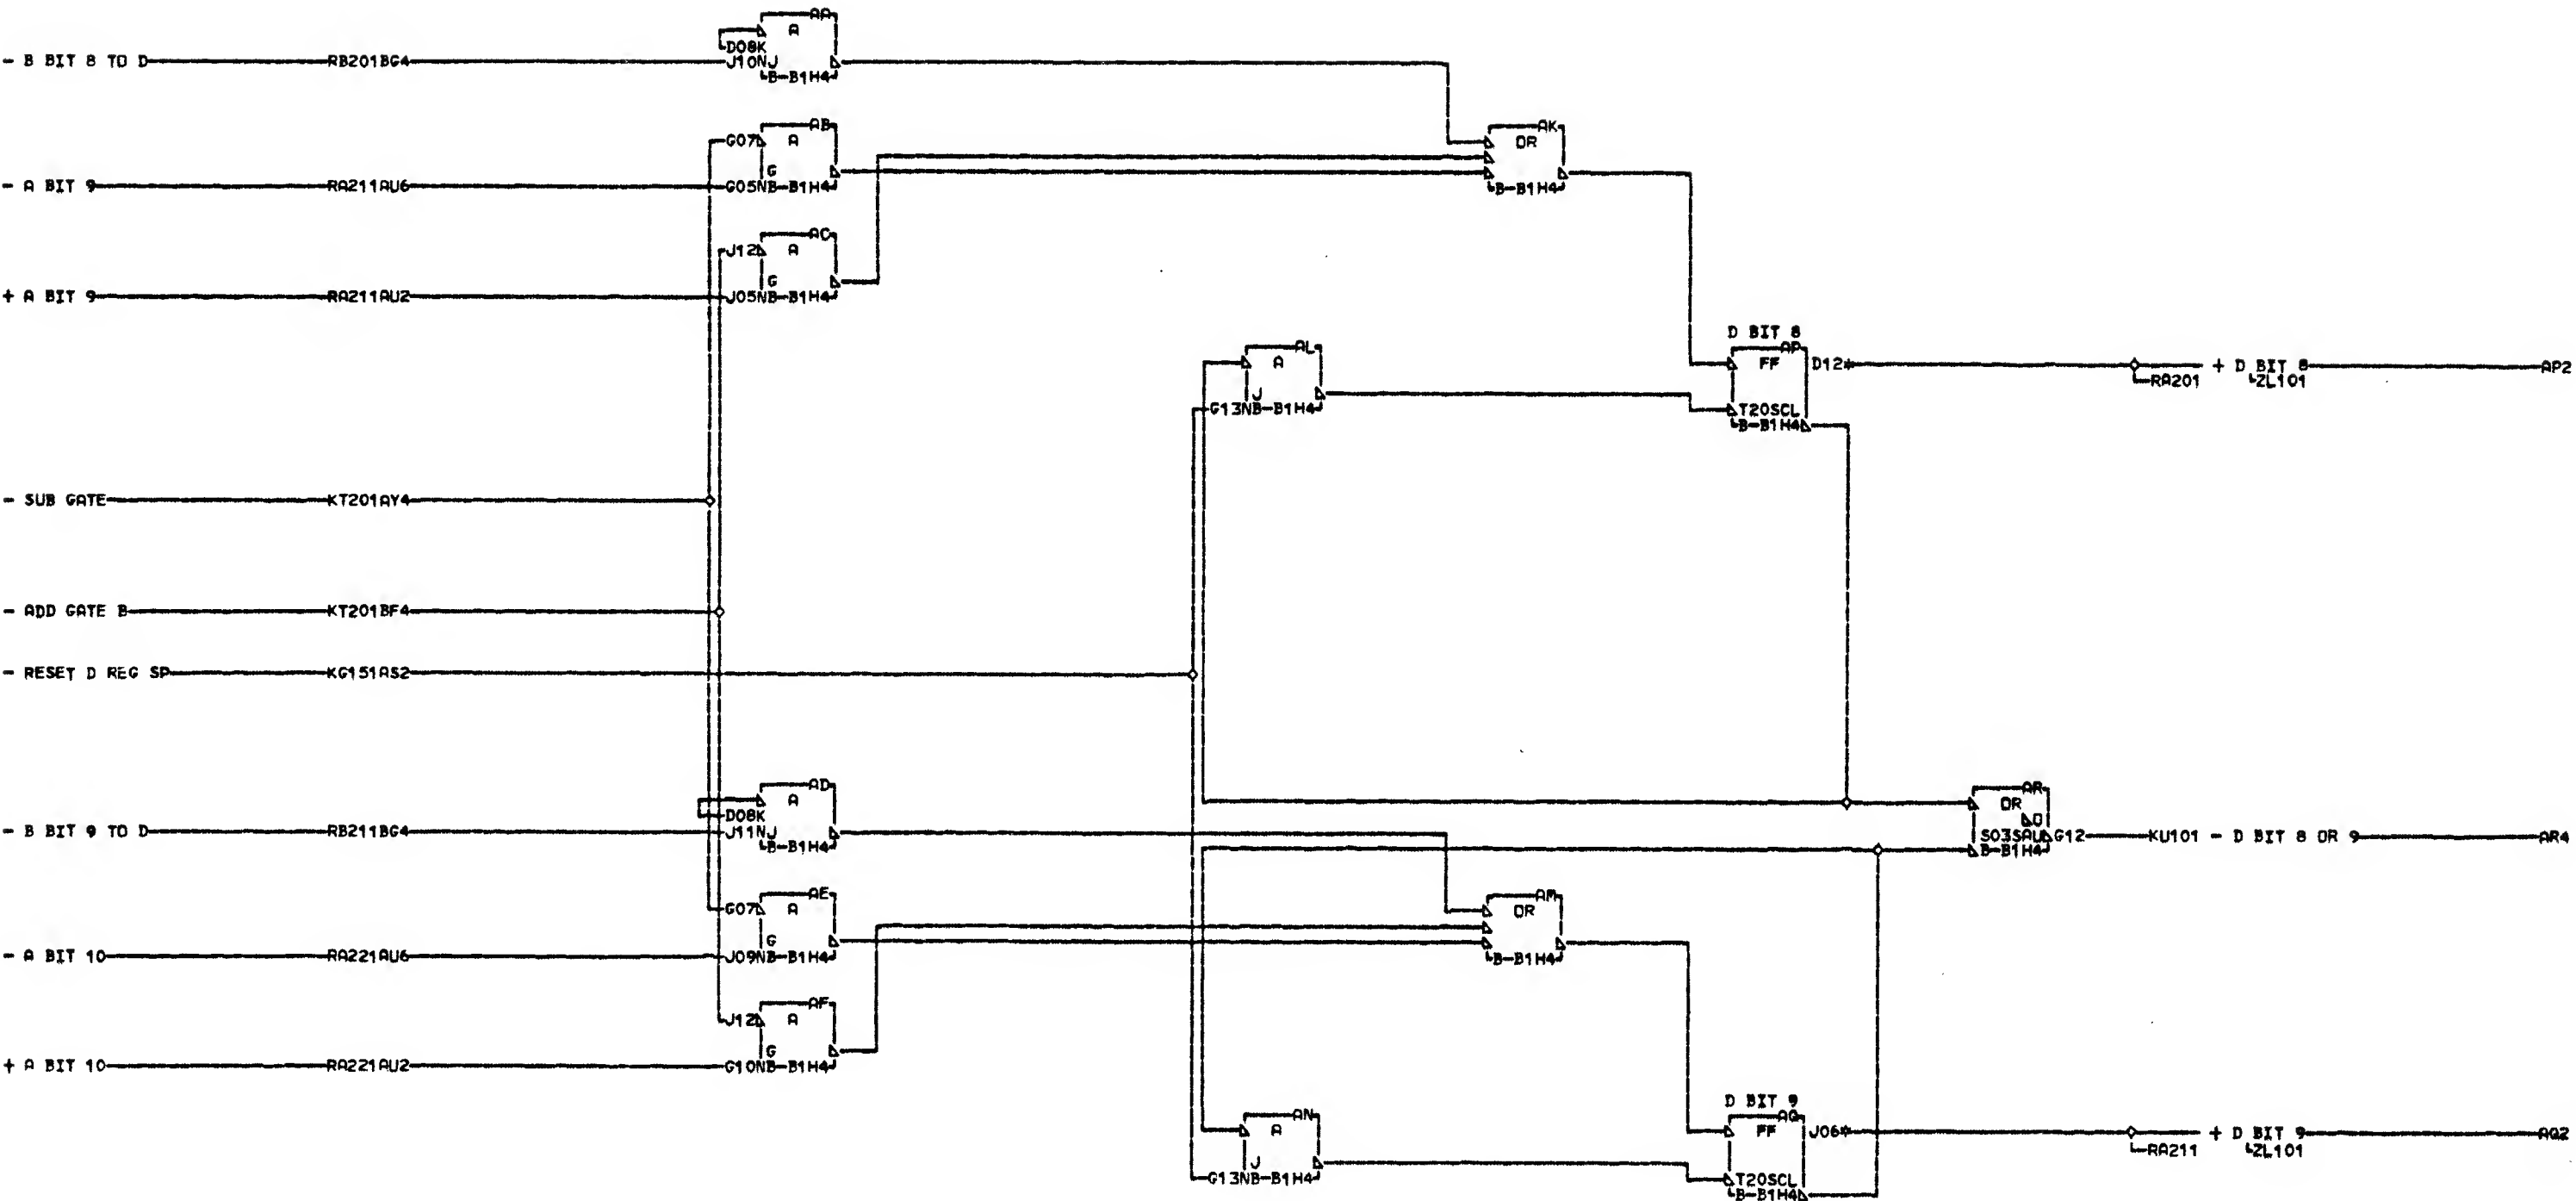 AA
A
D08K
- B BIT 8 TO D RB201BG4 J10NJ
B-B1H4
AB
G07 A
AK
OR
G
- A BIT 9 RA211AU6 G05NB-B1H4
B-B1H4
AC
J12 A
G
+ A BIT 9 RA211AU2 J05NB-B1H4
D BIT 8
AL
AP
A
FF D12* + D BIT 8 AP2
RA201 ZL101
J
G13NB-B1H4 T20SCL
B-B1H4
- SUB GATE KT201AY4
- ADD GATE B KT201BF4
- RESET D REG SP KG151AS2
AD
AR
A
OR
D08K
- B BIT 9 TO D RB211BG4 J11NJ
S03SAU G12 KU101 - D BIT 8 OR 9 AR4
B-B1H4
B-B1H4
AE
AM
G07 A
OR
G
- A BIT 10 RA221AU6 J09NB-B1H4
B-B1H4
AF
J12 A
G
+ A BIT 10 RA221AU2 G10NB-B1H4
D BIT 9
AN
AQ
A
FF J06* + D BIT 9 AQ2
RA211 ZL101
J
G13NB-B1H4 T20SCL
B-B1H4